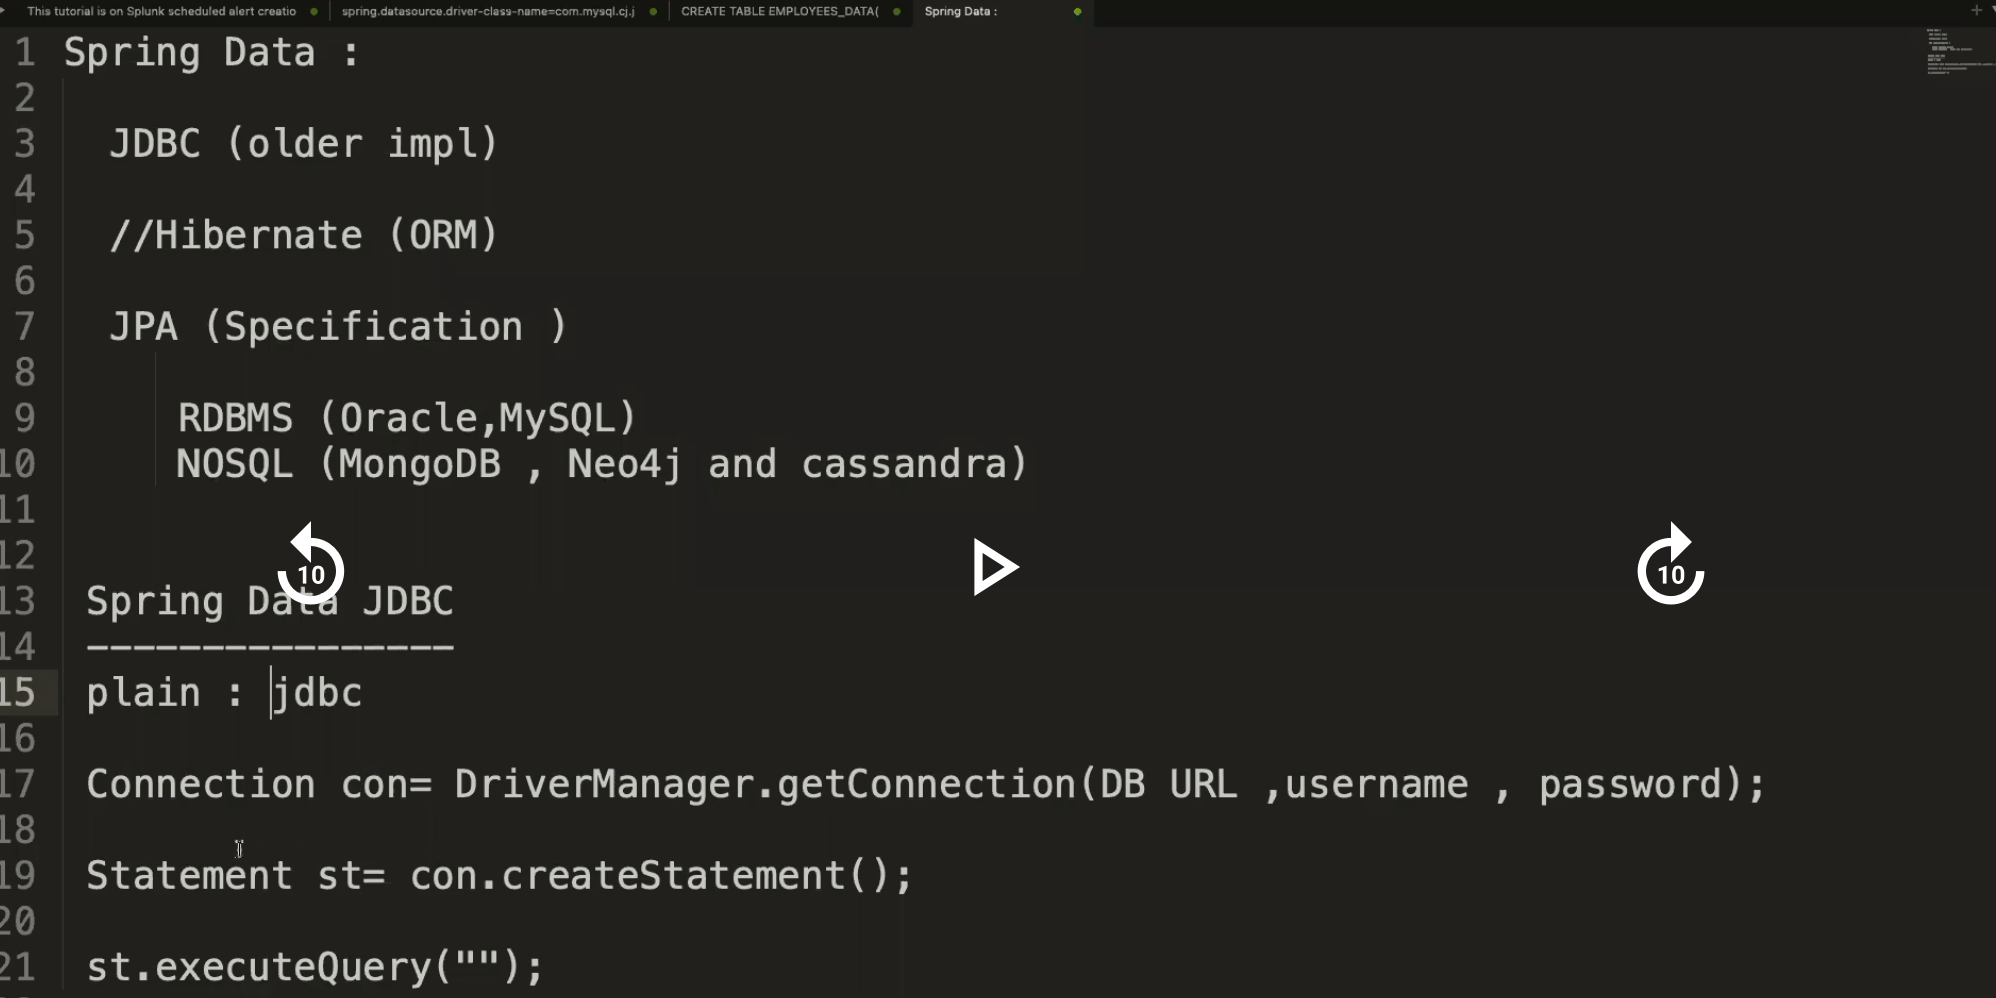 This tutorial is on Splunk scheduled alert creatio
spring.datasource.driver-class-name=com.mysql.cj.j
CREATE TABLE EMPLOYEES_DATA(
Spring Data :
1 Spring Data :
2
3 JDBC (older impl)
4
5 //Hibernate (ORM)
6
7 JPA (Specification )
8
9 RDBMS (Oracle,MySQL)
10 NOSQL (MongoDB , Neo4j and cassandra)
11
12
10
10
13 Spring Data JDBC
14 ----------------
15 plain : jdbc
16
17 Connection con= DriverManager.getConnection(DB URL ,username , password);
18
19 Statement st= con.createStatement();
20
21 st.executeQuery("");